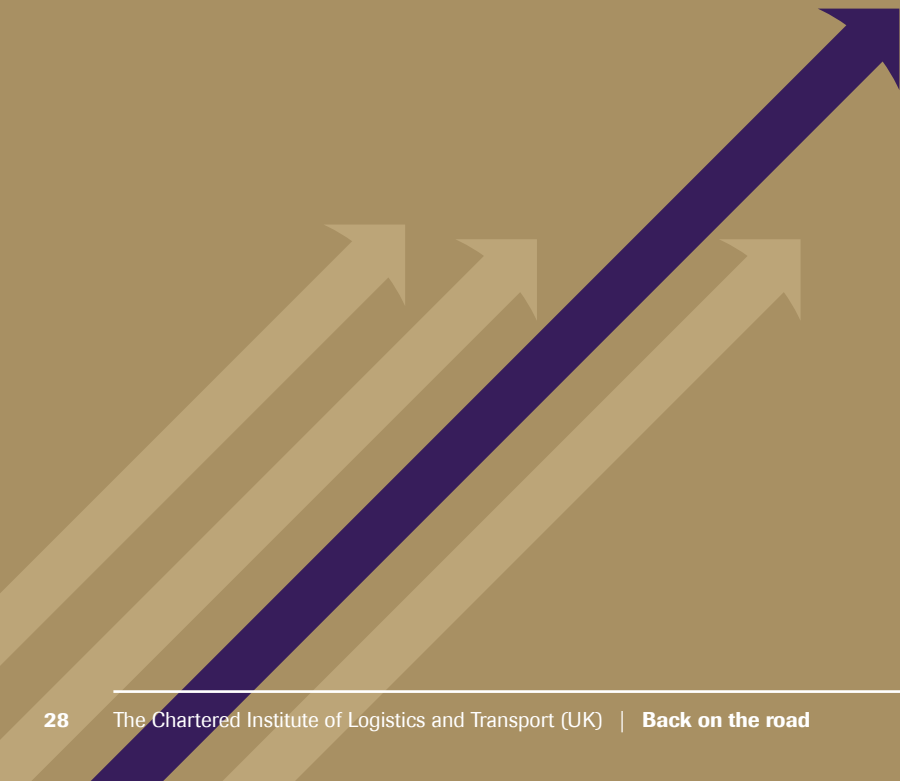 28 The Chartered Institute of Logistics and Transport (UK) | Back on the road